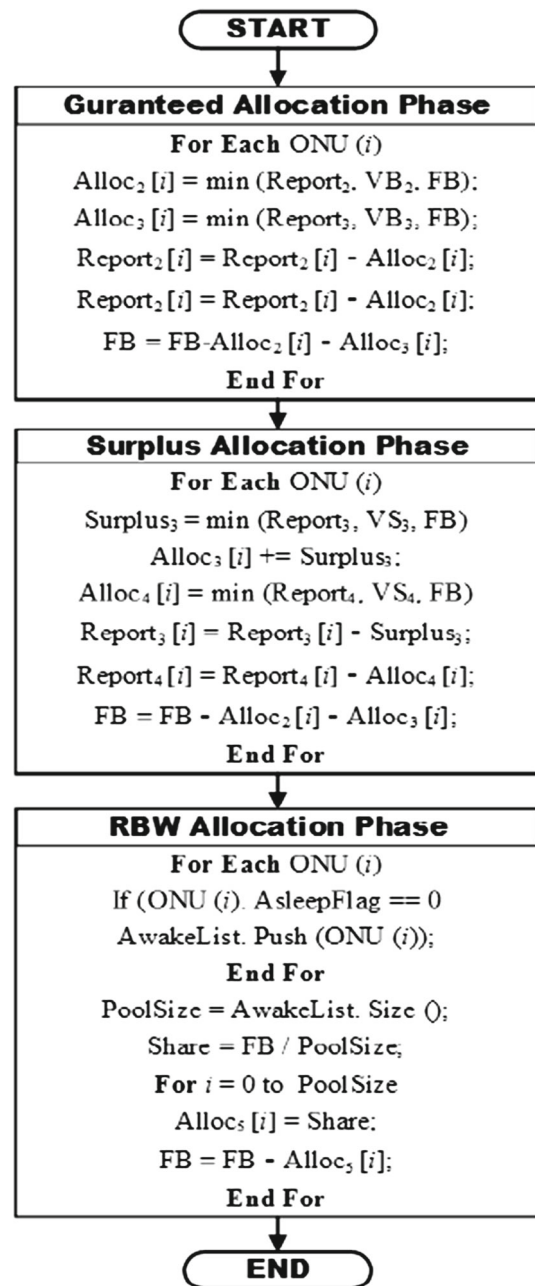 START
Guranteed Allocation Phase
For Each ONU (i)
Alloc₂ [i] = min (Report₂, VB₂, FB);
Alloc₃ [i] = min (Report₃, VB₃, FB);
Report₂ [i] = Report₂ [i] - Alloc₂ [i];
Report₂ [i] = Report₂ [i] - Alloc₂ [i];
FB = FB-Alloc₂ [i] - Alloc₃ [i];
End For
Surplus Allocation Phase
For Each ONU (i)
Surplus₃ = min (Report₃, VS₃, FB)
Alloc₃ [i] += Surplus₃;
Alloc₄ [i] = min (Report₄, VS₄, FB)
Report₃ [i] = Report₃ [i] - Surplus₃;
Report₄ [i] = Report₄ [i] - Alloc₄ [i];
FB = FB - Alloc₂ [i] - Alloc₃ [i];
End For
RBW Allocation Phase
For Each ONU (i)
If (ONU (i). AsleepFlag == 0
AwakeList. Push (ONU (i));
End For
PoolSize = AwakeList. Size ();
Share = FB / PoolSize;
For i = 0 to PoolSize
Alloc₅ [i] = Share;
FB = FB - Alloc₅ [i];
End For
END